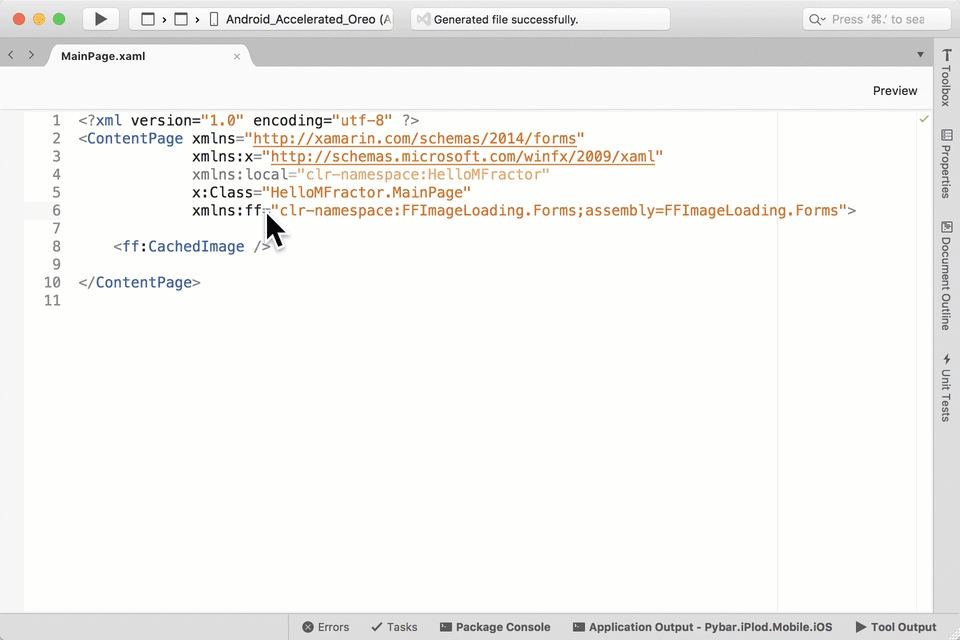 Android_Accelerated_Oreo (A
Generated file successfully.
Press '⌘.' to sea
MainPage.xaml
Preview
1 <?xml version="1.0" encoding="utf-8" ?>
2 <ContentPage xmlns="http://xamarin.com/schemas/2014/forms"
3 xmlns:x="http://schemas.microsoft.com/winfx/2009/xaml"
4 xmlns:local="clr-namespace:HelloMFractor"
5 x:Class="HelloMFractor.MainPage"
6 xmlns:ff="clr-namespace:FFImageLoading.Forms;assembly=FFImageLoading.Forms">
7
8 <ff:CachedImage />
9
10 </ContentPage>
11
Toolbox
Properties
Document Outline
Unit Tests
Errors
Tasks
Package Console
Application Output - Pybar.iPlod.Mobile.iOS
Tool Output